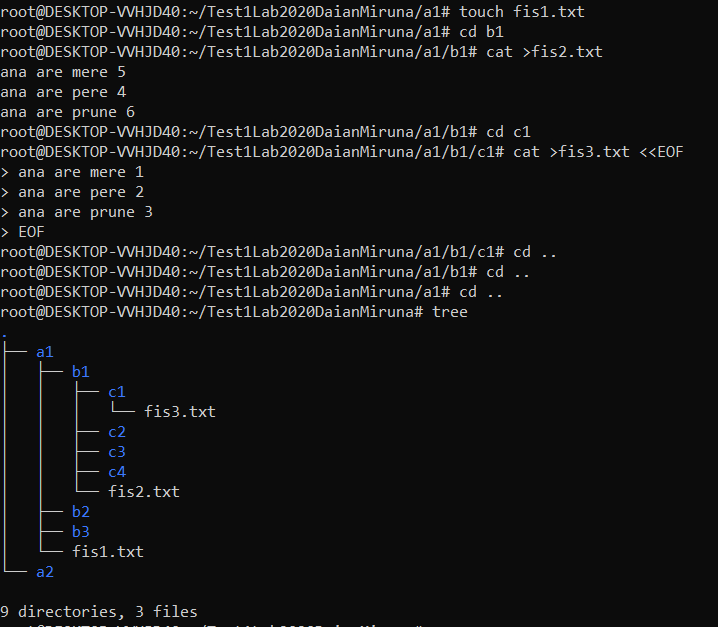 root@DESKTOP-VVHJD40:~/Test1Lab2020DaianMiruna/a1# touch fis1.txt
root@DESKTOP-VVHJD40:~/Test1Lab2020DaianMiruna/a1# cd b1
root@DESKTOP-VVHJD40:~/Test1Lab2020DaianMiruna/a1/b1# cat >fis2.txt
ana are mere 5
ana are pere 4
ana are prune 6
root@DESKTOP-VVHJD40:~/Test1Lab2020DaianMiruna/a1/b1# cd c1
root@DESKTOP-VVHJD40:~/Test1Lab2020DaianMiruna/a1/b1/c1# cat >fis3.txt <<EOF
> ana are mere 1
> ana are pere 2
> ana are prune 3
> EOF
root@DESKTOP-VVHJD40:~/Test1Lab2020DaianMiruna/a1/b1/c1# cd ..
root@DESKTOP-VVHJD40:~/Test1Lab2020DaianMiruna/a1/b1# cd ..
root@DESKTOP-VVHJD40:~/Test1Lab2020DaianMiruna/a1# cd ..
root@DESKTOP-VVHJD40:~/Test1Lab2020DaianMiruna# tree
.
├── a1
│   ├── b1
│   │   ├── c1
│   │   │   └── fis3.txt
│   │   ├── c2
│   │   ├── c3
│   │   ├── c4
│   │   └── fis2.txt
│   ├── b2
│   ├── b3
│   └── fis1.txt
└── a2
9 directories, 3 files